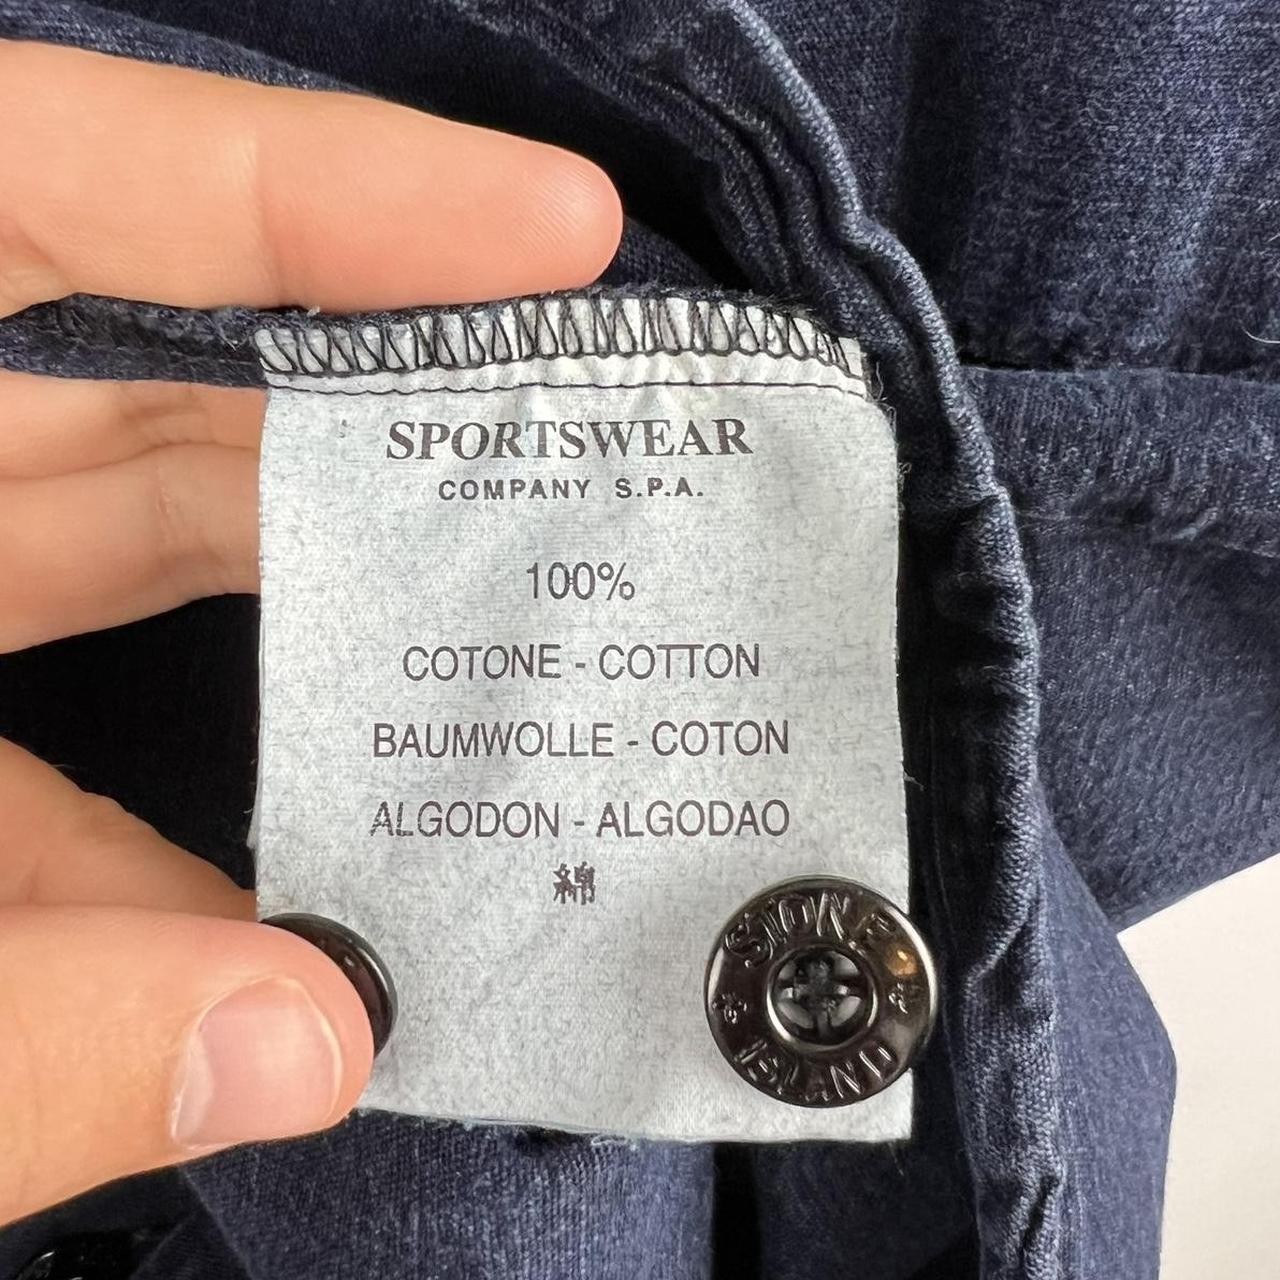 SPORTSWEAR
COMPANY S.P.A.
100%
COTONE - COTTON
BAUMWOLLE - COTON
ALGODON - ALGODAO
綿
STONE
ISLAND